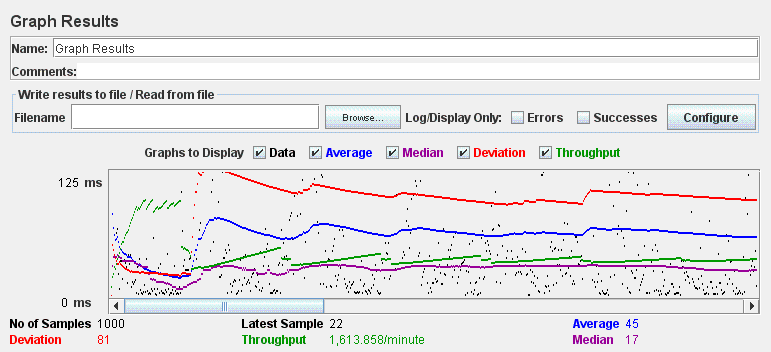 Graph Results
Name: Graph Results
Comments:
Write results to file / Read from file
Filename Browse... Log/Display Only: Errors Successes Configure
Graphs to Display Data Average Median Deviation Throughput
125 ms
0 ms
No of Samples 1000 Latest Sample 22 Average 45
Deviation 81 Throughput 1,613.858/minute Median 17